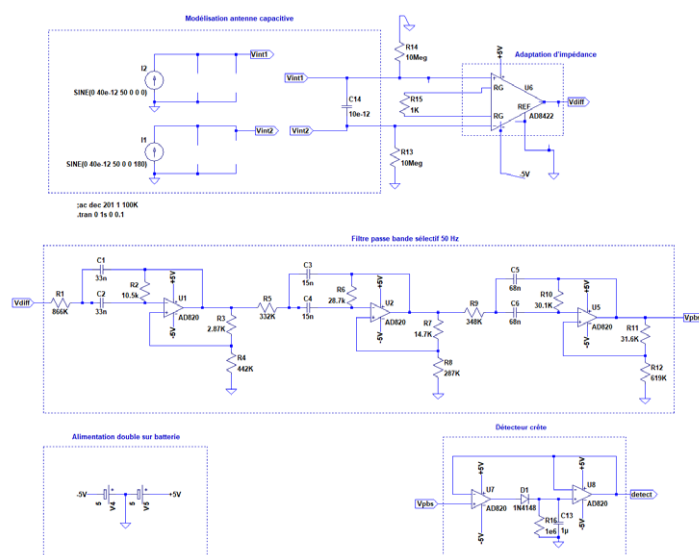 Modélisation antenne capacitive
I2
SINE(0 40e-12 50 0 0 0)
Vint1
I1
SINE(0 40e-12 50 0 0 180)
Vint2
Vint1
C14
10e-12
Vint2
R14
10Meg
R15
1K
R13
10Meg
Adaptation d'impédance
+5V
U6
RG
RG
REF
AD8422
-5V
Vdiff
;ac dec 201 1 100K
.tran 0 1s 0 0.1
Filtre passe bande sélectif 50 Hz
Vdiff
R1
866K
C1
33n
C2
33n
R2
10.5k
+5V
U1
AD820
-5V
R3
2.87K
R4
442K
R5
332K
C3
15n
C4
15n
R6
28.7k
+5V
U2
AD820
-5V
R7
14.7K
R8
287K
R9
348K
C5
68n
C6
68n
R10
30.1K
+5V
U5
AD820
-5V
R11
31.6K
R12
619K
Vpbs
Alimentation double sur batterie
-5V
5
V4
5
V5
+5V
Détecteur crête
Vpbs
+5V
U7
AD820
-5V
D1
1N4148
R16
1e6
C13
1µ
+5V
U8
AD820
-5V
detect